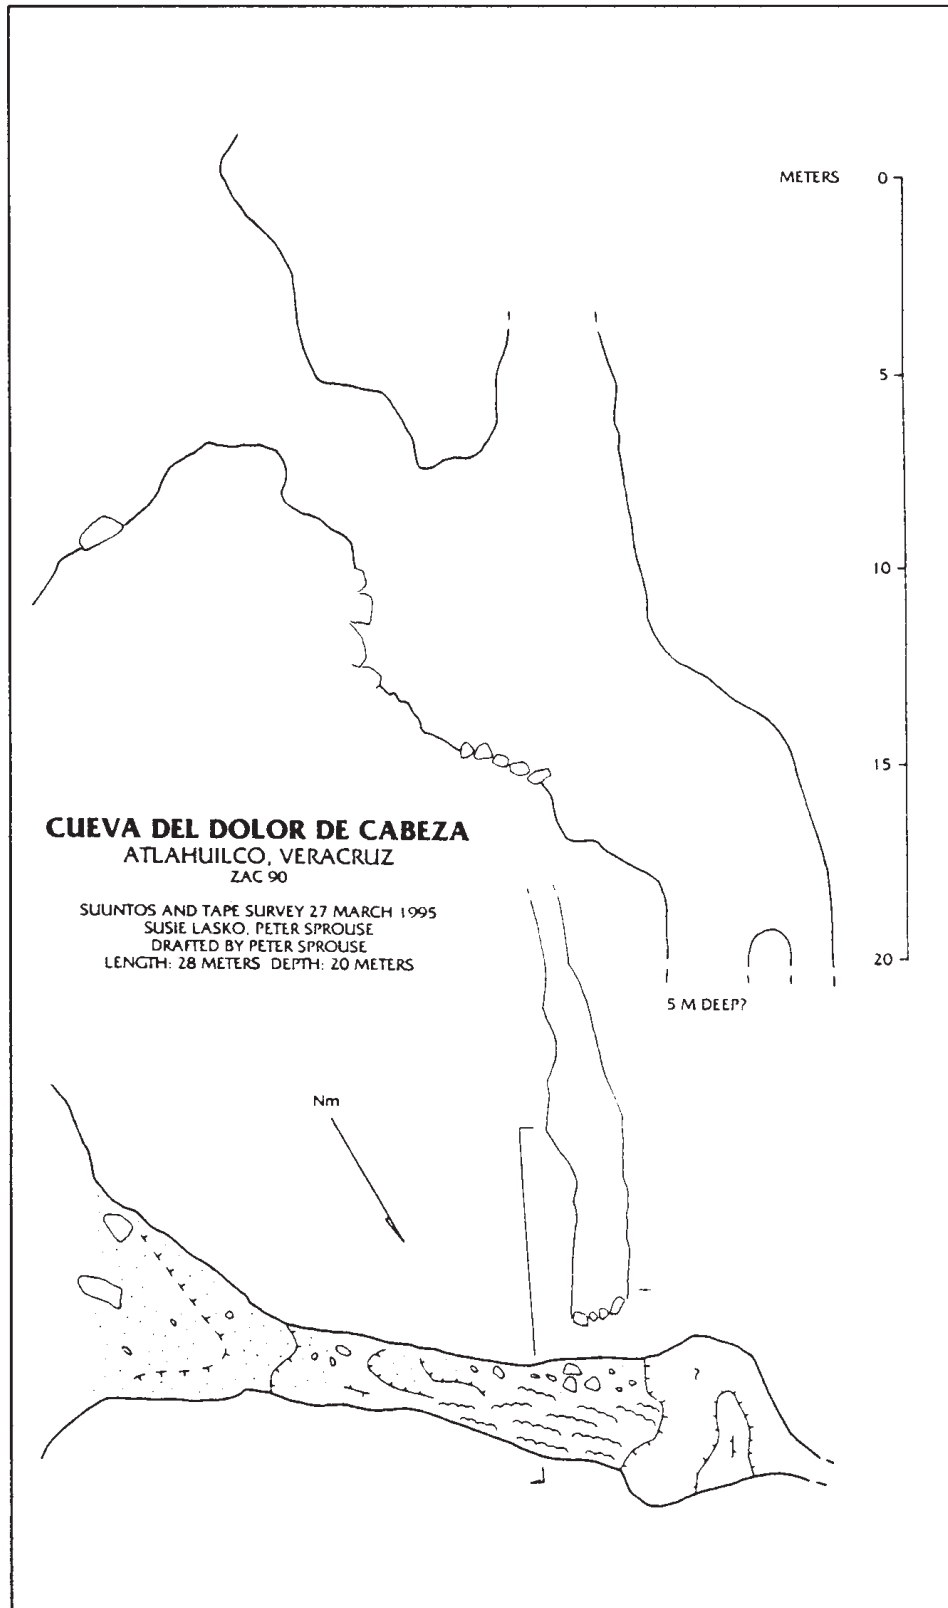 METERS 0
5
10
15
20
CUEVA DEL DOLOR DE CABEZA
ATLAHUILCO, VERACRUZ
ZAC 90
SUUNTOS AND TAPE SURVEY 27 MARCH 1995
SUSIE LASKO, PETER SPROUSE
DRAFTED BY PETER SPROUSE
LENGTH: 28 METERS DEPTH: 20 METERS
5 M DEEP?
Nm
?